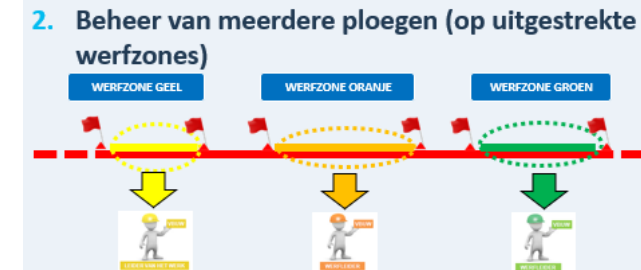 2. Beheer van meerdere ploegen (op uitgestrekte
werfzones)
WERFZONE GEEL
WERFZONE ORANJE
WERFZONE GROEN
LEIDER VAN HET WERK
WERFLEIDER
WERFLEIDER